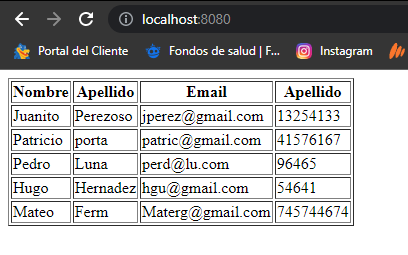 localhost:8080
Portal del Cliente Fondos de salud | F... Instagram
Nombre Apellido Email Apellido
Juanito Perezoso jperez@gmail.com 13254133
Patricio porta patric@gmail.com 41576167
Pedro Luna perd@lu.com 96465
Hugo Hernadez hgu@gmail.com 54641
Mateo Ferm Materg@gmail.com 745744674